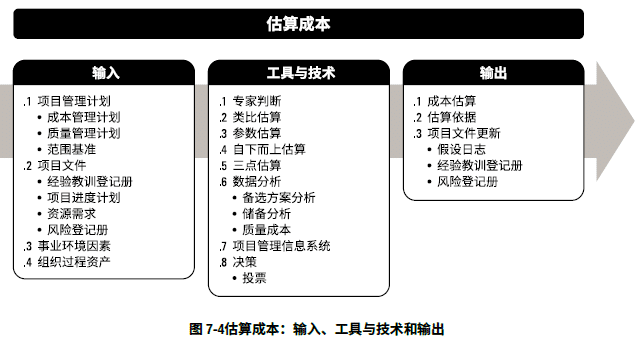 估算成本
输入
.1 项目管理计划
• 成本管理计划
• 质量管理计划
• 范围基准
.2 项目文件
• 经验教训登记册
• 项目进度计划
• 资源需求
• 风险登记册
.3 事业环境因素
.4 组织过程资产
工具与技术
.1 专家判断
.2 类比估算
.3 参数估算
.4 自下而上估算
.5 三点估算
.6 数据分析
• 备选方案分析
• 储备分析
• 质量成本
.7 项目管理信息系统
.8 决策
• 投票
输出
.1 成本估算
.2 估算依据
.3 项目文件更新
• 假设日志
• 经验教训登记册
• 风险登记册
图 7-4估算成本：输入、工具与技术和输出